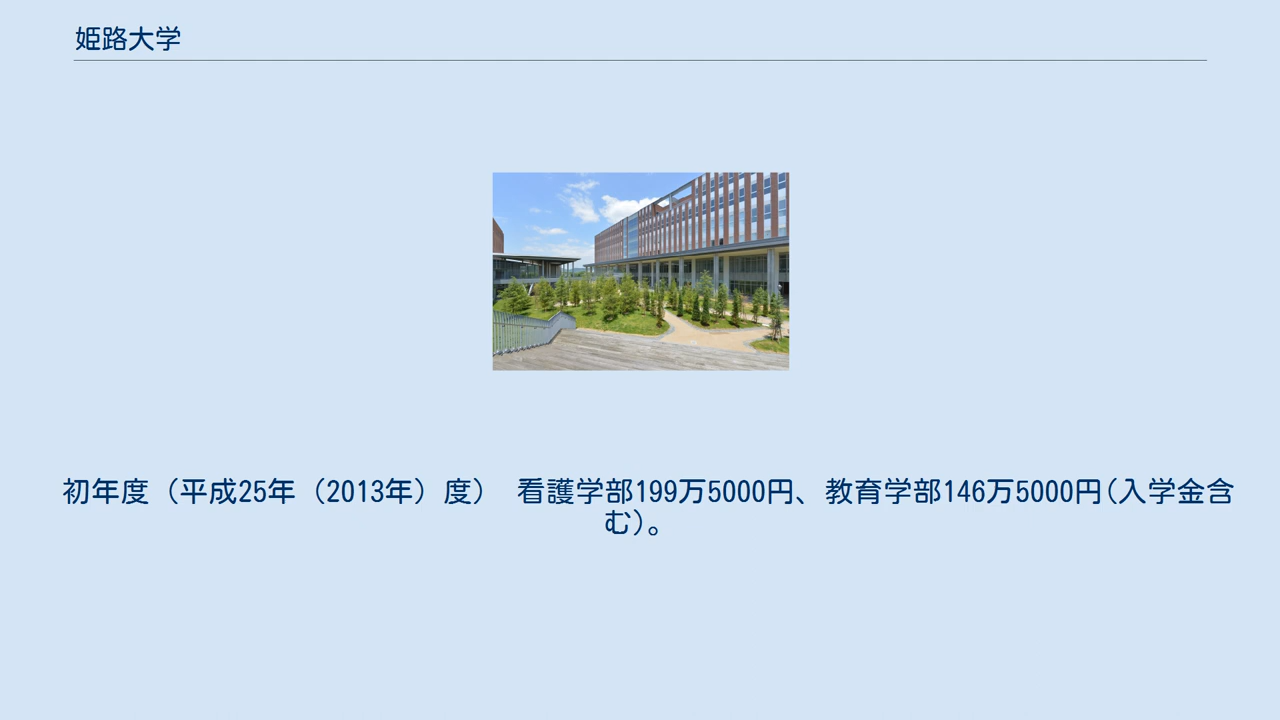 姫路大学
初年度（平成25年（2013年）度）　看護学部199万5000円、教育学部146万5000円(入学金含
む)。